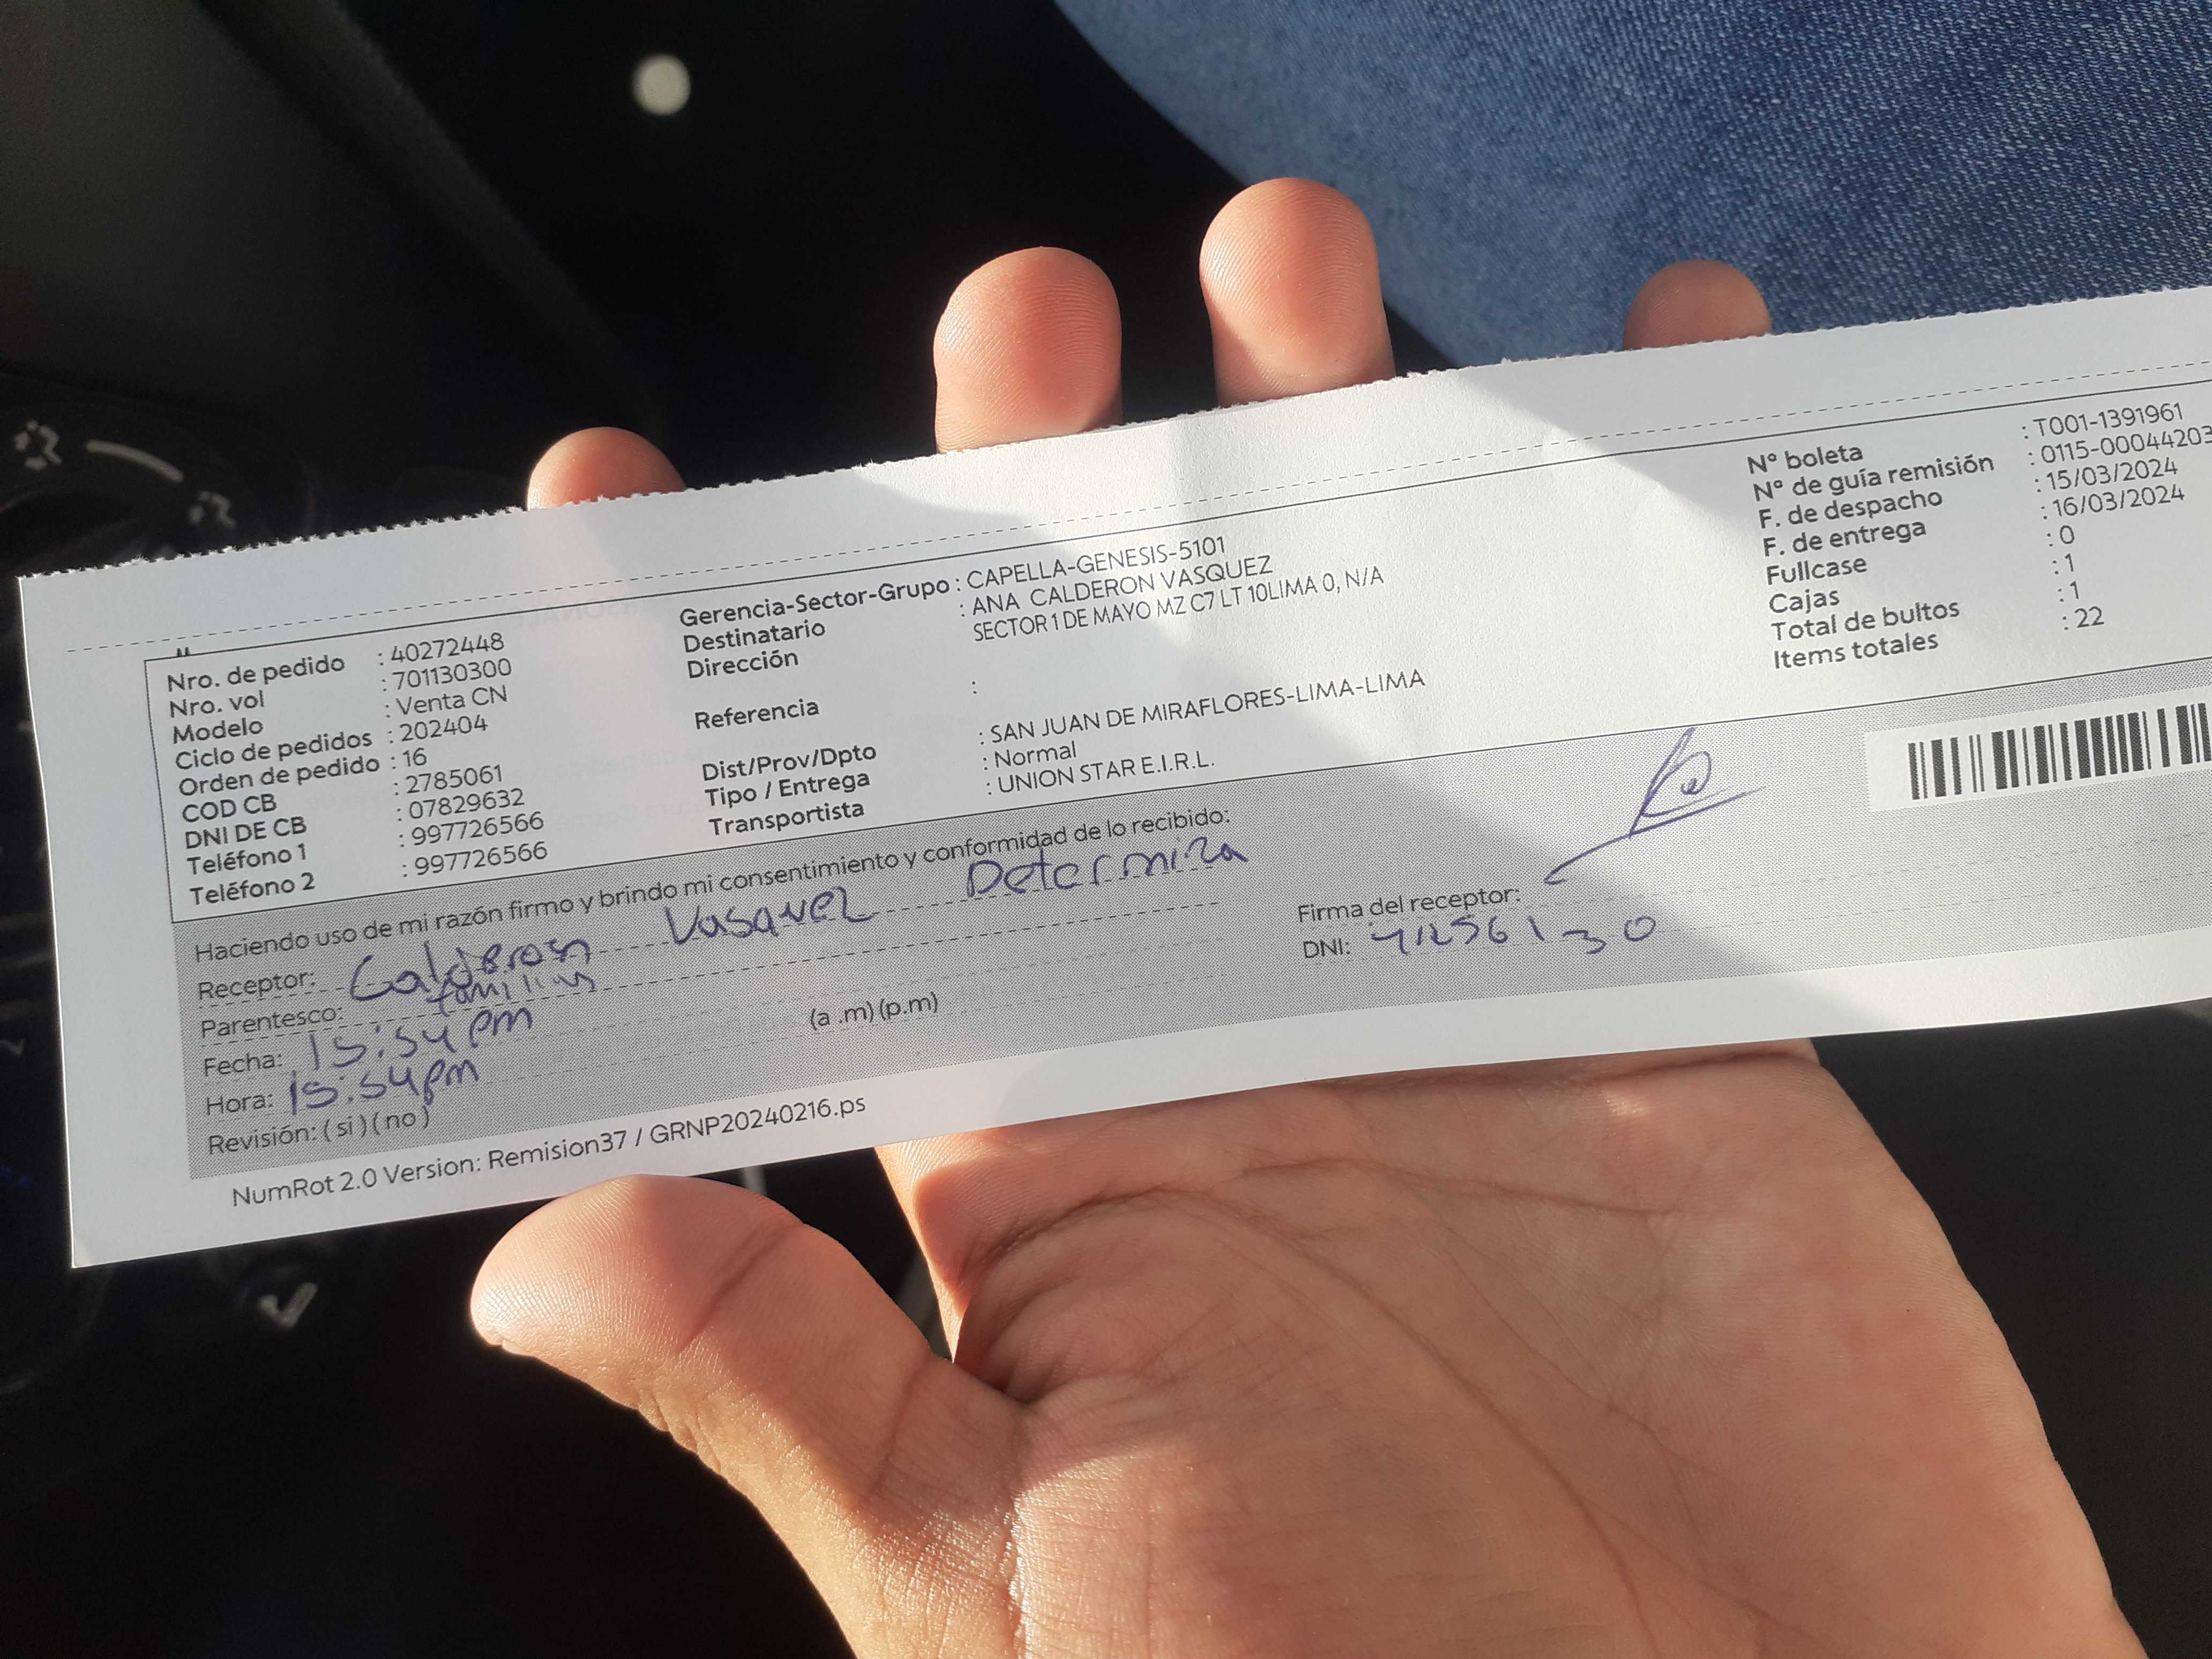 Nro. de pedido : 40272448
Nro. vol : 701130300
Modelo : Venta CN
Ciclo de pedidos : 202404
Orden de pedido : 16
COD CB : 2785061
DNI DE CB : 07829632
Teléfono 1 : 997726566
Teléfono 2 : 997726566
Gerencia-Sector-Grupo : CAPELLA-GENESIS-5101
Destinatario : ANA CALDERON VASQUEZ
Dirección SECTOR 1 DE MAYO MZ C7 LT 10LIMA 0, N/A
Referencia :
Dist/Prov/Dpto : SAN JUAN DE MIRAFLORES-LIMA-LIMA
Tipo / Entrega : Normal
Transportista : UNION STAR E.I.R.L.
N° boleta : T001-1391961
N° de guía remisión : 0115-00044203
F. de despacho : 15/03/2024
F. de entrega : 16/03/2024
Fullcase : 0
Cajas : 1
Total de bultos : 1
Items totales : 22
Haciendo uso de mi razón firmo y brindo mi consentimiento y conformidad de lo recibido:
Receptor: Calderon Vasquez
Parentesco:
Fecha: 15:54 pm
Hora: 15:54 pm (a .m) (p.m)
Revisión: ( si ) ( no )
Firma del receptor:
DNI:
NumRot 2.0 Version: Remision37 / GRNP20240216.ps